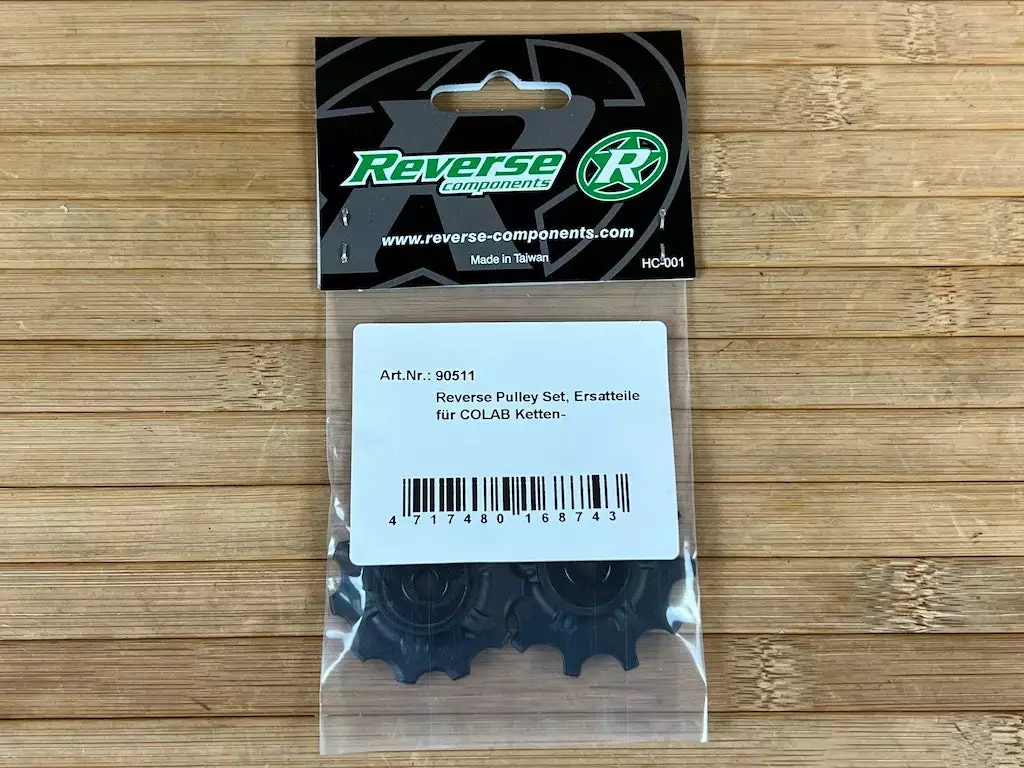 Reverse
components
R
www.reverse-components.com
Made in Taiwan
HC-001
Art.Nr.: 90511
Reverse Pulley Set, Ersatteile
für COLAB Ketten-
4 717480 168743